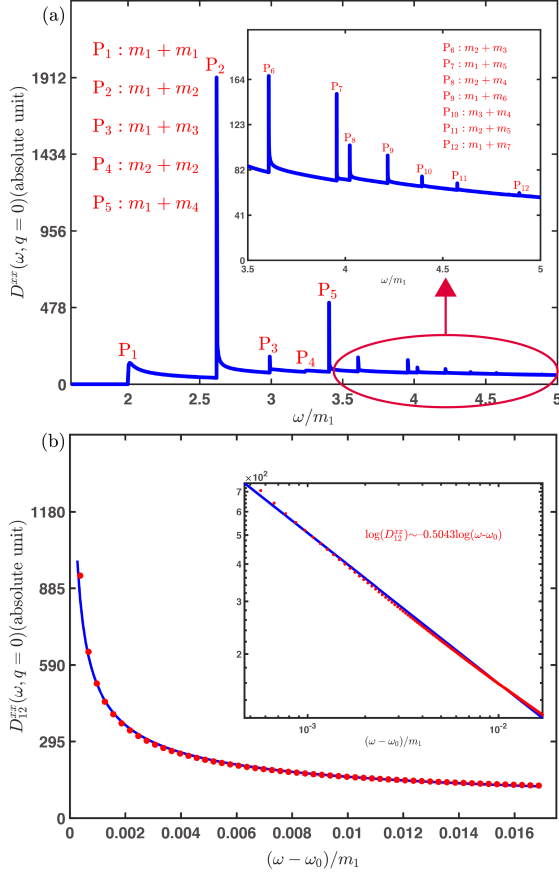 (a)
P₁ : m₁ + m₁
P₂ : m₁ + m₂
P₃ : m₁ + m₃
P₄ : m₂ + m₂
P₅ : m₁ + m₄
Dˣˣ(ω, q = 0)(absolute unit)
1912
1434
956
478
0
P₁
P₂
P₃
P₄
P₅
2
2.5
3
3.5
4
4.5
5
ω/m₁
P₆ : m₂ + m₃
P₇ : m₁ + m₅
P₈ : m₂ + m₄
P₉ : m₁ + m₆
P₁₀ : m₃ + m₄
P₁₁ : m₂ + m₅
P₁₂ : m₁ + m₇
164
123
82
41
0
P₆
P₇
P₈
P₉
P₁₀
P₁₁
P₁₂
3.5
4
4.5
5
ω/m₁
(b)
0
0.002
0.004
0.006
0.008
0.01
0.012
0.014
0.016
D₁₂ˣˣ(ω, q = 0)(absolute unit)
1180
885
590
295
0
(ω − ω₀)/m₁
×10²
7
6
5
4
3
2
log(D₁₂ˣˣ)∼−0.5043log(ω-ω₀)
10⁻³
10⁻²
(ω − ω₀)/m₁